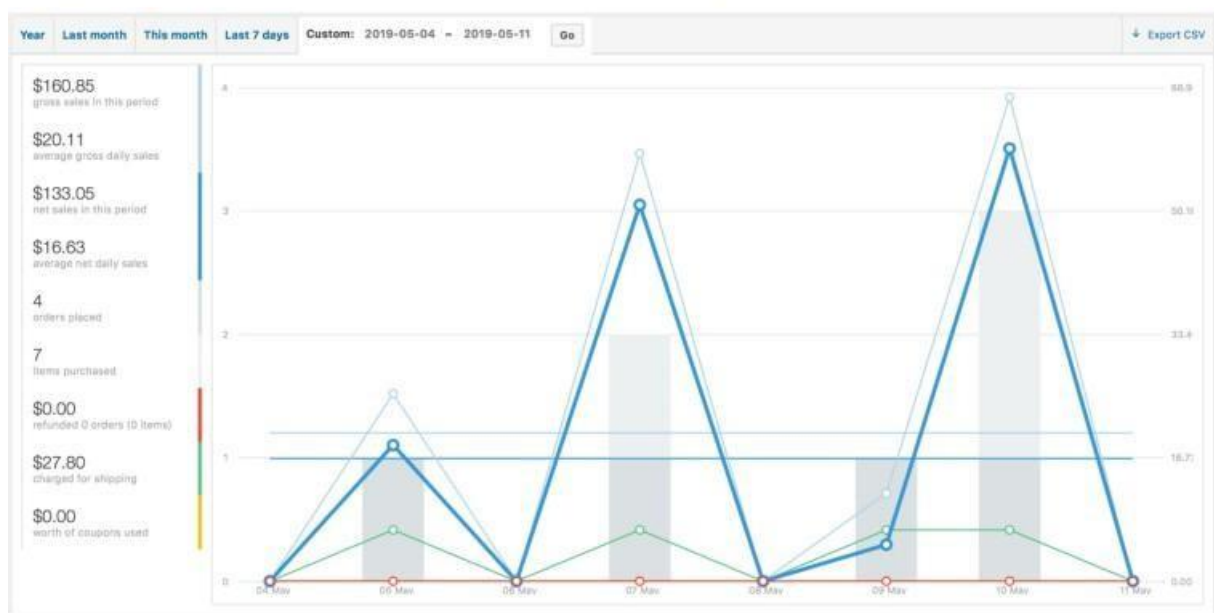 Year Last month This month Last 7 days Custom: 2019-05-04 – 2019-05-11 Go Export CSV
$160.85
gross sales in this period
$20.11
average gross daily sales
$133.05
net sales in this period
$16.63
average net daily sales
4
orders placed
7
items purchased
$0.00
refunded 0 orders (0 items)
$27.80
charged for shipping
$0.00
worth of coupons used
4
3 50.9
2 33.4
1 16.7
0 0.00
04 May 05 May 06 May 07 May 08 May 09 May 10 May 11 May